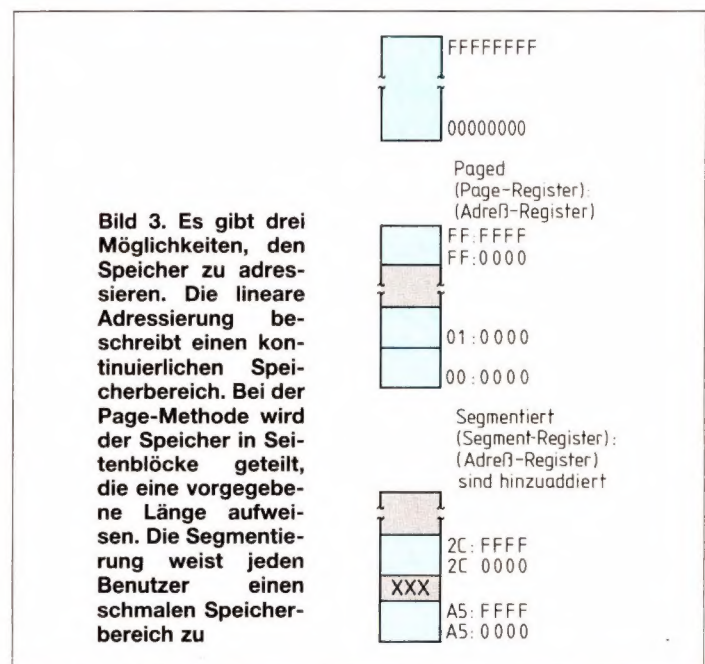 Bild 3. Es gibt drei
Möglichkeiten, den
Speicher zu adres-
sieren. Die lineare
Adressierung be-
schreibt einen kon-
tinuierlichen Spei-
cherbereich. Bei der
Page-Methode wird
der Speicher in Sei-
tenblöcke geteilt,
die eine vorgegebe-
ne Länge aufwei-
sen. Die Segmentie-
rung weist jeden
Benutzer einen
schmalen Speicher-
bereich zu
FFFFFFFF
00000000
Paged
(Page-Register):
(Adreß-Register)
FF:FFFF
FF:0000
01:0000
00:0000
Segmentiert
(Segment-Register):
(Adreß-Register)
sind hinzuaddiert
2C:FFFF
2C 0000
XXX
A5:FFFF
A5:0000